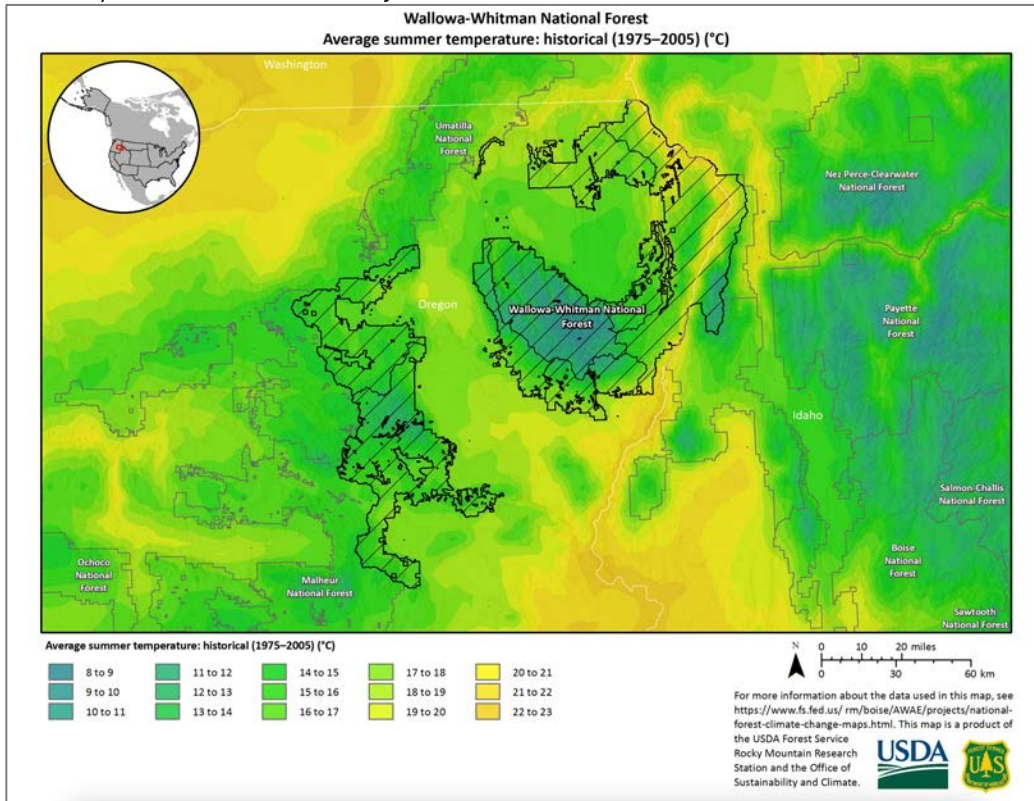 Wallowa-Whitman National Forest
Average summer temperature: historical (1975–2005) (°C)
Washington
Umatilla
National
Forest
Nez Perce-Clearwater
National Forest
Oregon
Wallowa-Whitman National
Forest
Payette
National
Forest
Idaho
Salmon-Challis
National Forest
Ochoco
National
Forest
Malheur
National Forest
Boise
National
Forest
Sawtooth
National Forest
Average summer temperature: historical (1975–2005) (°C)
8 to 9
9 to 10
10 to 11
11 to 12
12 to 13
13 to 14
14 to 15
15 to 16
16 to 17
17 to 18
18 to 19
19 to 20
20 to 21
21 to 22
22 to 23
N
0 10 20 miles
0 30 60 km
For more information about the data used in this map, see
https://www.fs.fed.us/ rm/boise/AWAE/projects/national-
forest-climate-change-maps.html. This map is a product of
the USDA Forest Service
Rocky Mountain Research
Station and the Office of
Sustainability and Climate.
USDA
FOREST SERVICE
U S